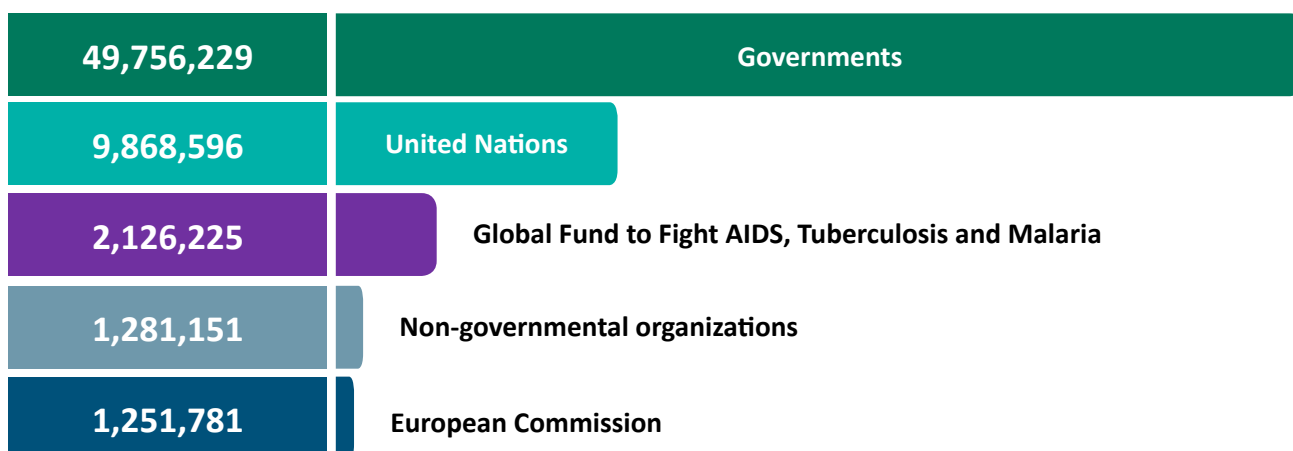 49,756,229 Governments
9,868,596 United Nations
2,126,225 Global Fund to Fight AIDS, Tuberculosis and Malaria
1,281,151 Non-governmental organizations
1,251,781 European Commission